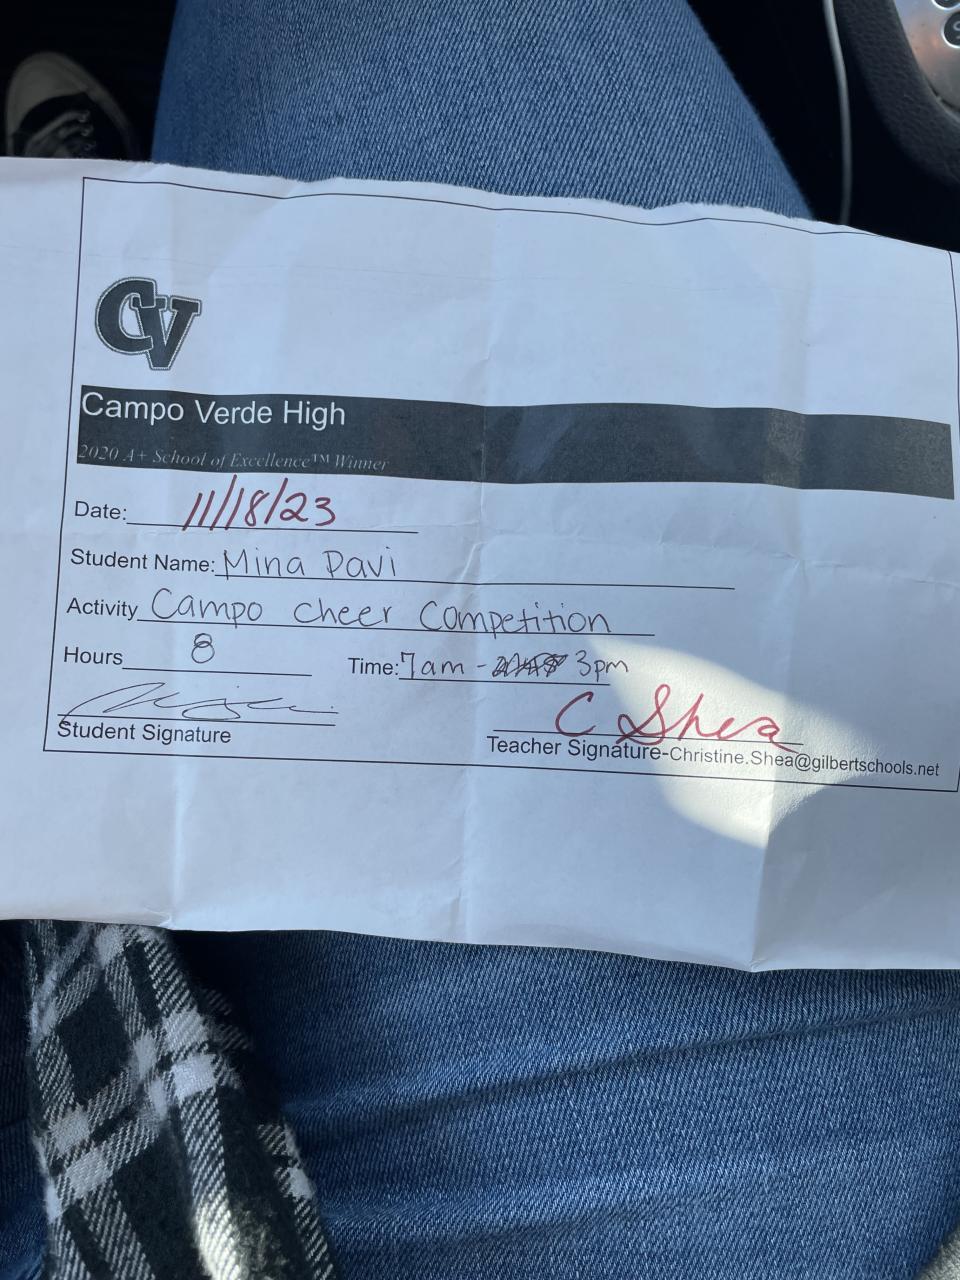 CV
Campo Verde High
2020 A+ School of Excellence™ Winner
Date: 11/18/23
Student Name: Mina Pavi
Activity Campo Cheer Competition
Hours 8 Time: 7am - 3pm
C Shea
Student Signature
Teacher Signature-Christine.Shea@gilbertschools.net